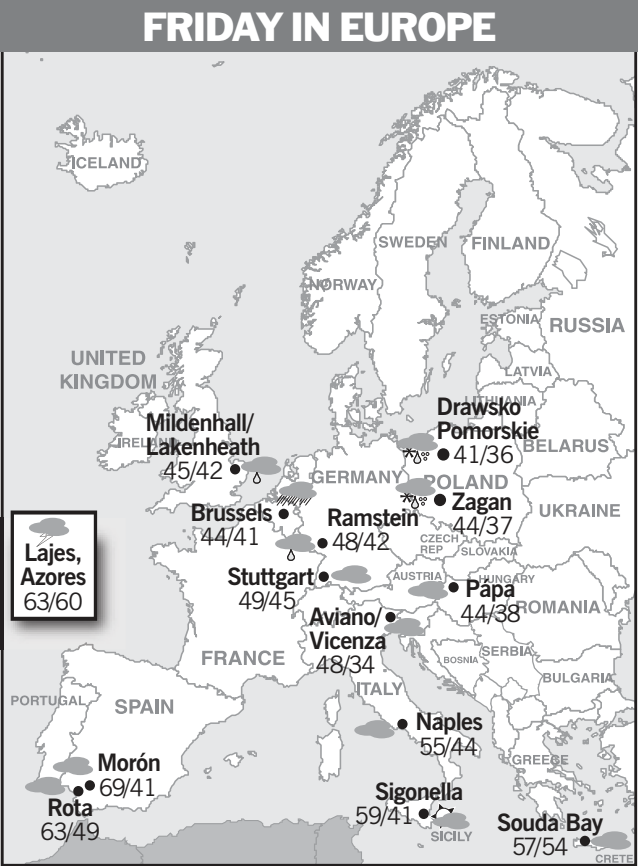 FRIDAY IN EUROPE
ICELAND
SWEDEN
FINLAND
NORWAY
ESTONIA
RUSSIA
LATVIA
LITHUANIA
UNITED
KINGDOM
IRELAND
Mildenhall/
Lakenheath
45/42
Drawsko
Pomorskie
41/36
BELARUS
GERMANY
POLAND
Zagan
44/37
UKRAINE
Brussels
44/41
Ramstein
48/42
CZECH
REP
SLOVAKIA
Lajes,
Azores
63/60
Stuttgart
49/45
AUSTRIA
HUNGARY
Pápa
44/38
ROMANIA
Aviano/
Vicenza
48/34
FRANCE
BOSNIA
SERBIA
BULGARIA
ITALY
PORTUGAL
SPAIN
Naples
55/44
GREECE
Morón
69/41
Rota
63/49
Sigonella
59/41
SICILY
Souda Bay
57/54
CRETE